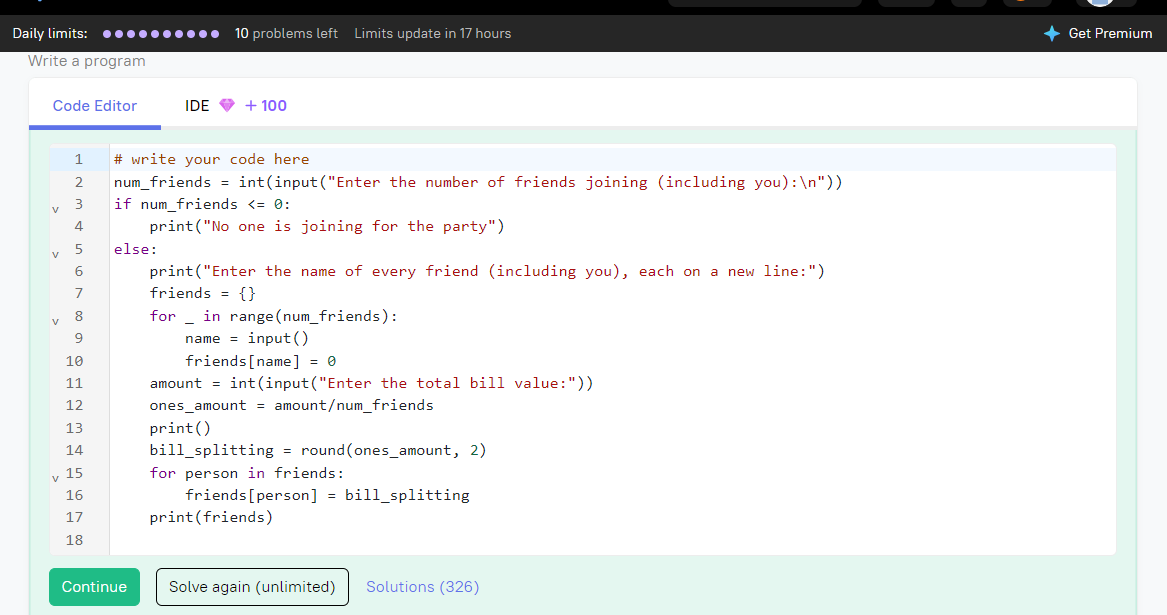 Daily limits: 10 problems left Limits update in 17 hours Get Premium
Write a program
Code Editor IDE + 100
1 # write your code here
2 num_friends = int(input("Enter the number of friends joining (including you):\n"))
v 3 if num_friends <= 0:
4     print("No one is joining for the party")
v 5 else:
6     print("Enter the name of every friend (including you), each on a new line:")
7     friends = {}
v 8     for _ in range(num_friends):
9         name = input()
10         friends[name] = 0
11     amount = int(input("Enter the total bill value:"))
12     ones_amount = amount/num_friends
13     print()
14     bill_splitting = round(ones_amount, 2)
v 15     for person in friends:
16         friends[person] = bill_splitting
17     print(friends)
18
Continue Solve again (unlimited) Solutions (326)